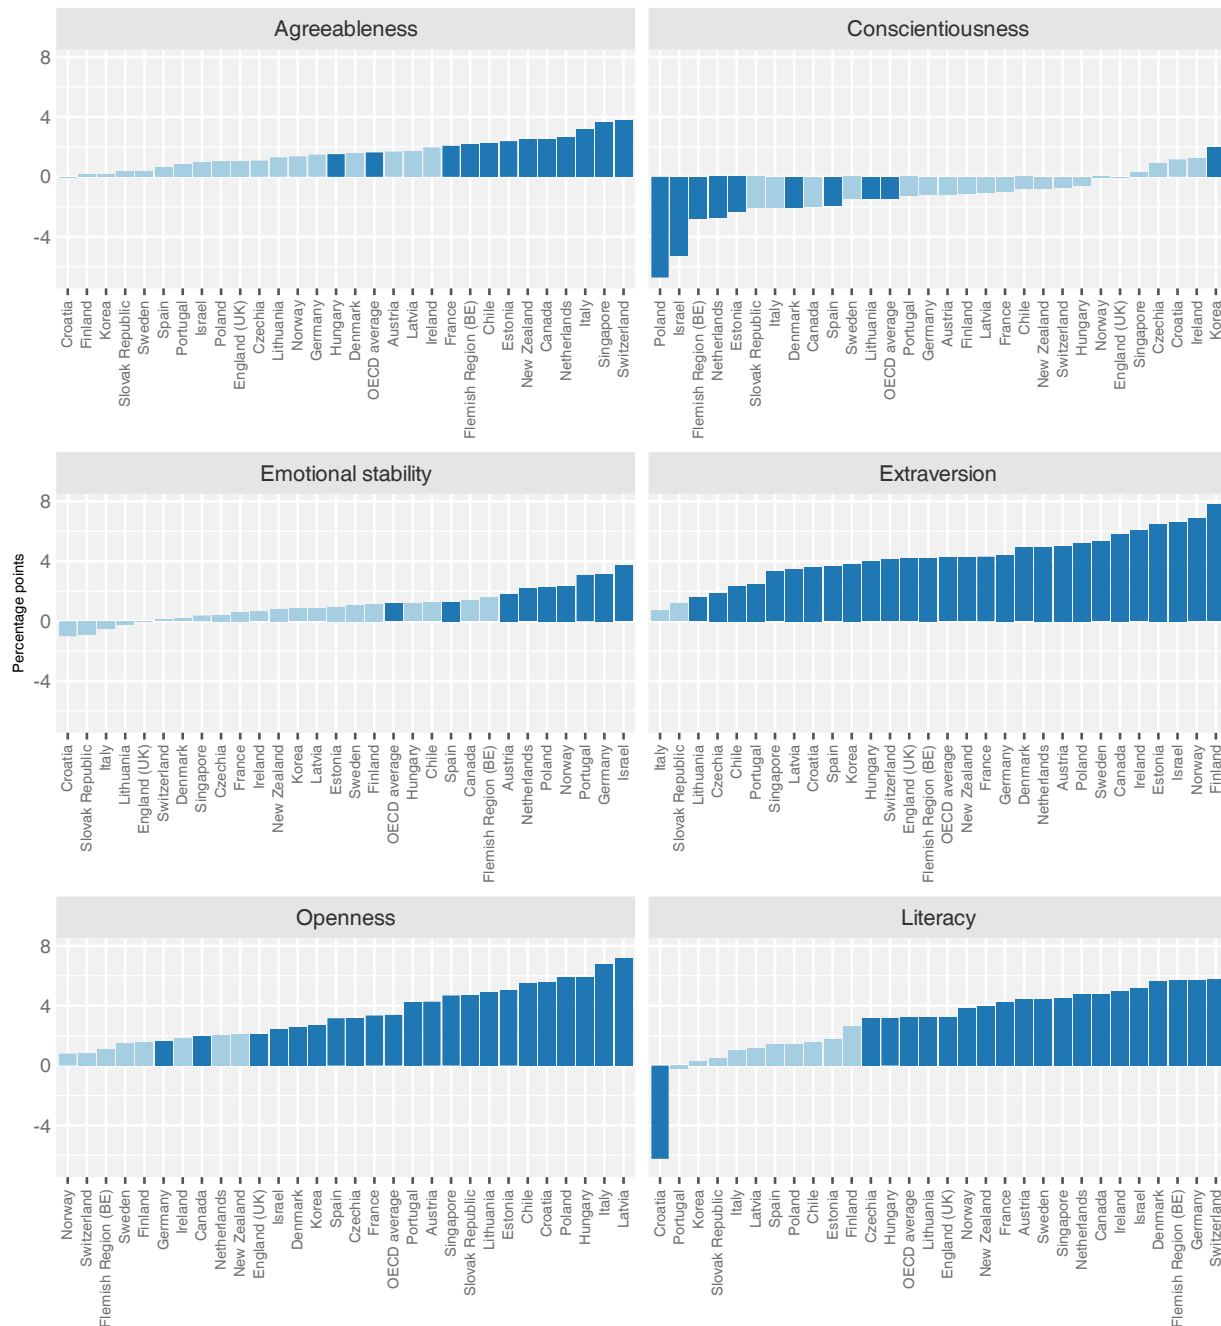 Agreeableness
Conscientiousness
8
4
0
-4
Croatia
Finland
Korea
Slovak Republic
Sweden
Spain
Portugal
Israel
Poland
England (UK)
Czechia
Lithuania
Norway
Germany
Hungary
Denmark
OECD average
Austria
Latvia
Ireland
France
Flemish Region (BE)
Chile
Estonia
New Zealand
Canada
Netherlands
Italy
Singapore
Switzerland
Poland
Israel
Flemish Region (BE)
Netherlands
Estonia
Slovak Republic
Italy
Denmark
Canada
Spain
Sweden
Lithuania
OECD average
Portugal
Germany
Austria
Finland
Latvia
France
Chile
New Zealand
Switzerland
Hungary
Norway
England (UK)
Singapore
Czechia
Croatia
Ireland
Korea
Percentage points
Emotional stability
Extraversion
8
4
0
-4
Croatia
Slovak Republic
Italy
Lithuania
England (UK)
Switzerland
Denmark
Singapore
Czechia
France
Ireland
New Zealand
Korea
Latvia
Estonia
Sweden
Finland
OECD average
Hungary
Chile
Spain
Canada
Flemish Region (BE)
Austria
Netherlands
Poland
Norway
Portugal
Germany
Israel
Italy
Slovak Republic
Lithuania
Czechia
Chile
Portugal
Singapore
Latvia
Croatia
Spain
Korea
Hungary
Switzerland
England (UK)
Flemish Region (BE)
OECD average
New Zealand
France
Germany
Denmark
Netherlands
Austria
Poland
Sweden
Canada
Ireland
Estonia
Israel
Norway
Finland
Openness
Literacy
8
4
0
-4
Norway
Switzerland
Flemish Region (BE)
Sweden
Finland
Germany
Ireland
Canada
Netherlands
New Zealand
England (UK)
Israel
Denmark
Korea
Spain
Czechia
France
OECD average
Portugal
Austria
Singapore
Slovak Republic
Lithuania
Estonia
Chile
Croatia
Poland
Hungary
Italy
Latvia
Croatia
Portugal
Korea
Slovak Republic
Italy
Latvia
Spain
Poland
Chile
Estonia
Finland
Czechia
Hungary
OECD average
Lithuania
England (UK)
Norway
New Zealand
France
Austria
Sweden
Singapore
Netherlands
Canada
Ireland
Israel
Denmark
Flemish Region (BE)
Germany
Switzerland